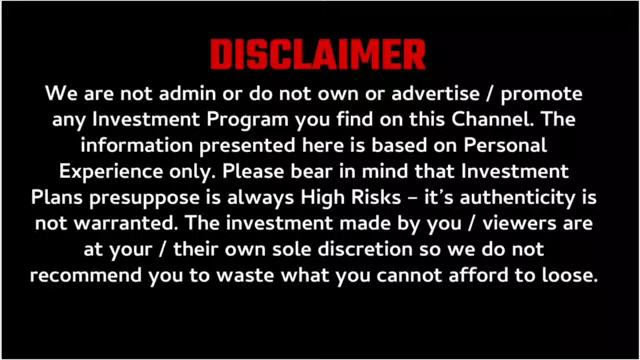 DISCLAIMER
We are not admin or do not own or advertise / promote
any Investment Program you find on this Channel. The
information presented here is based on Personal
Experience only. Please bear in mind that Investment
Plans presuppose is always High Risks – it's authenticity is
not warranted. The investment made by you / viewers are
at your / their own sole discretion so we do not
recommend you to waste what you cannot afford to loose.